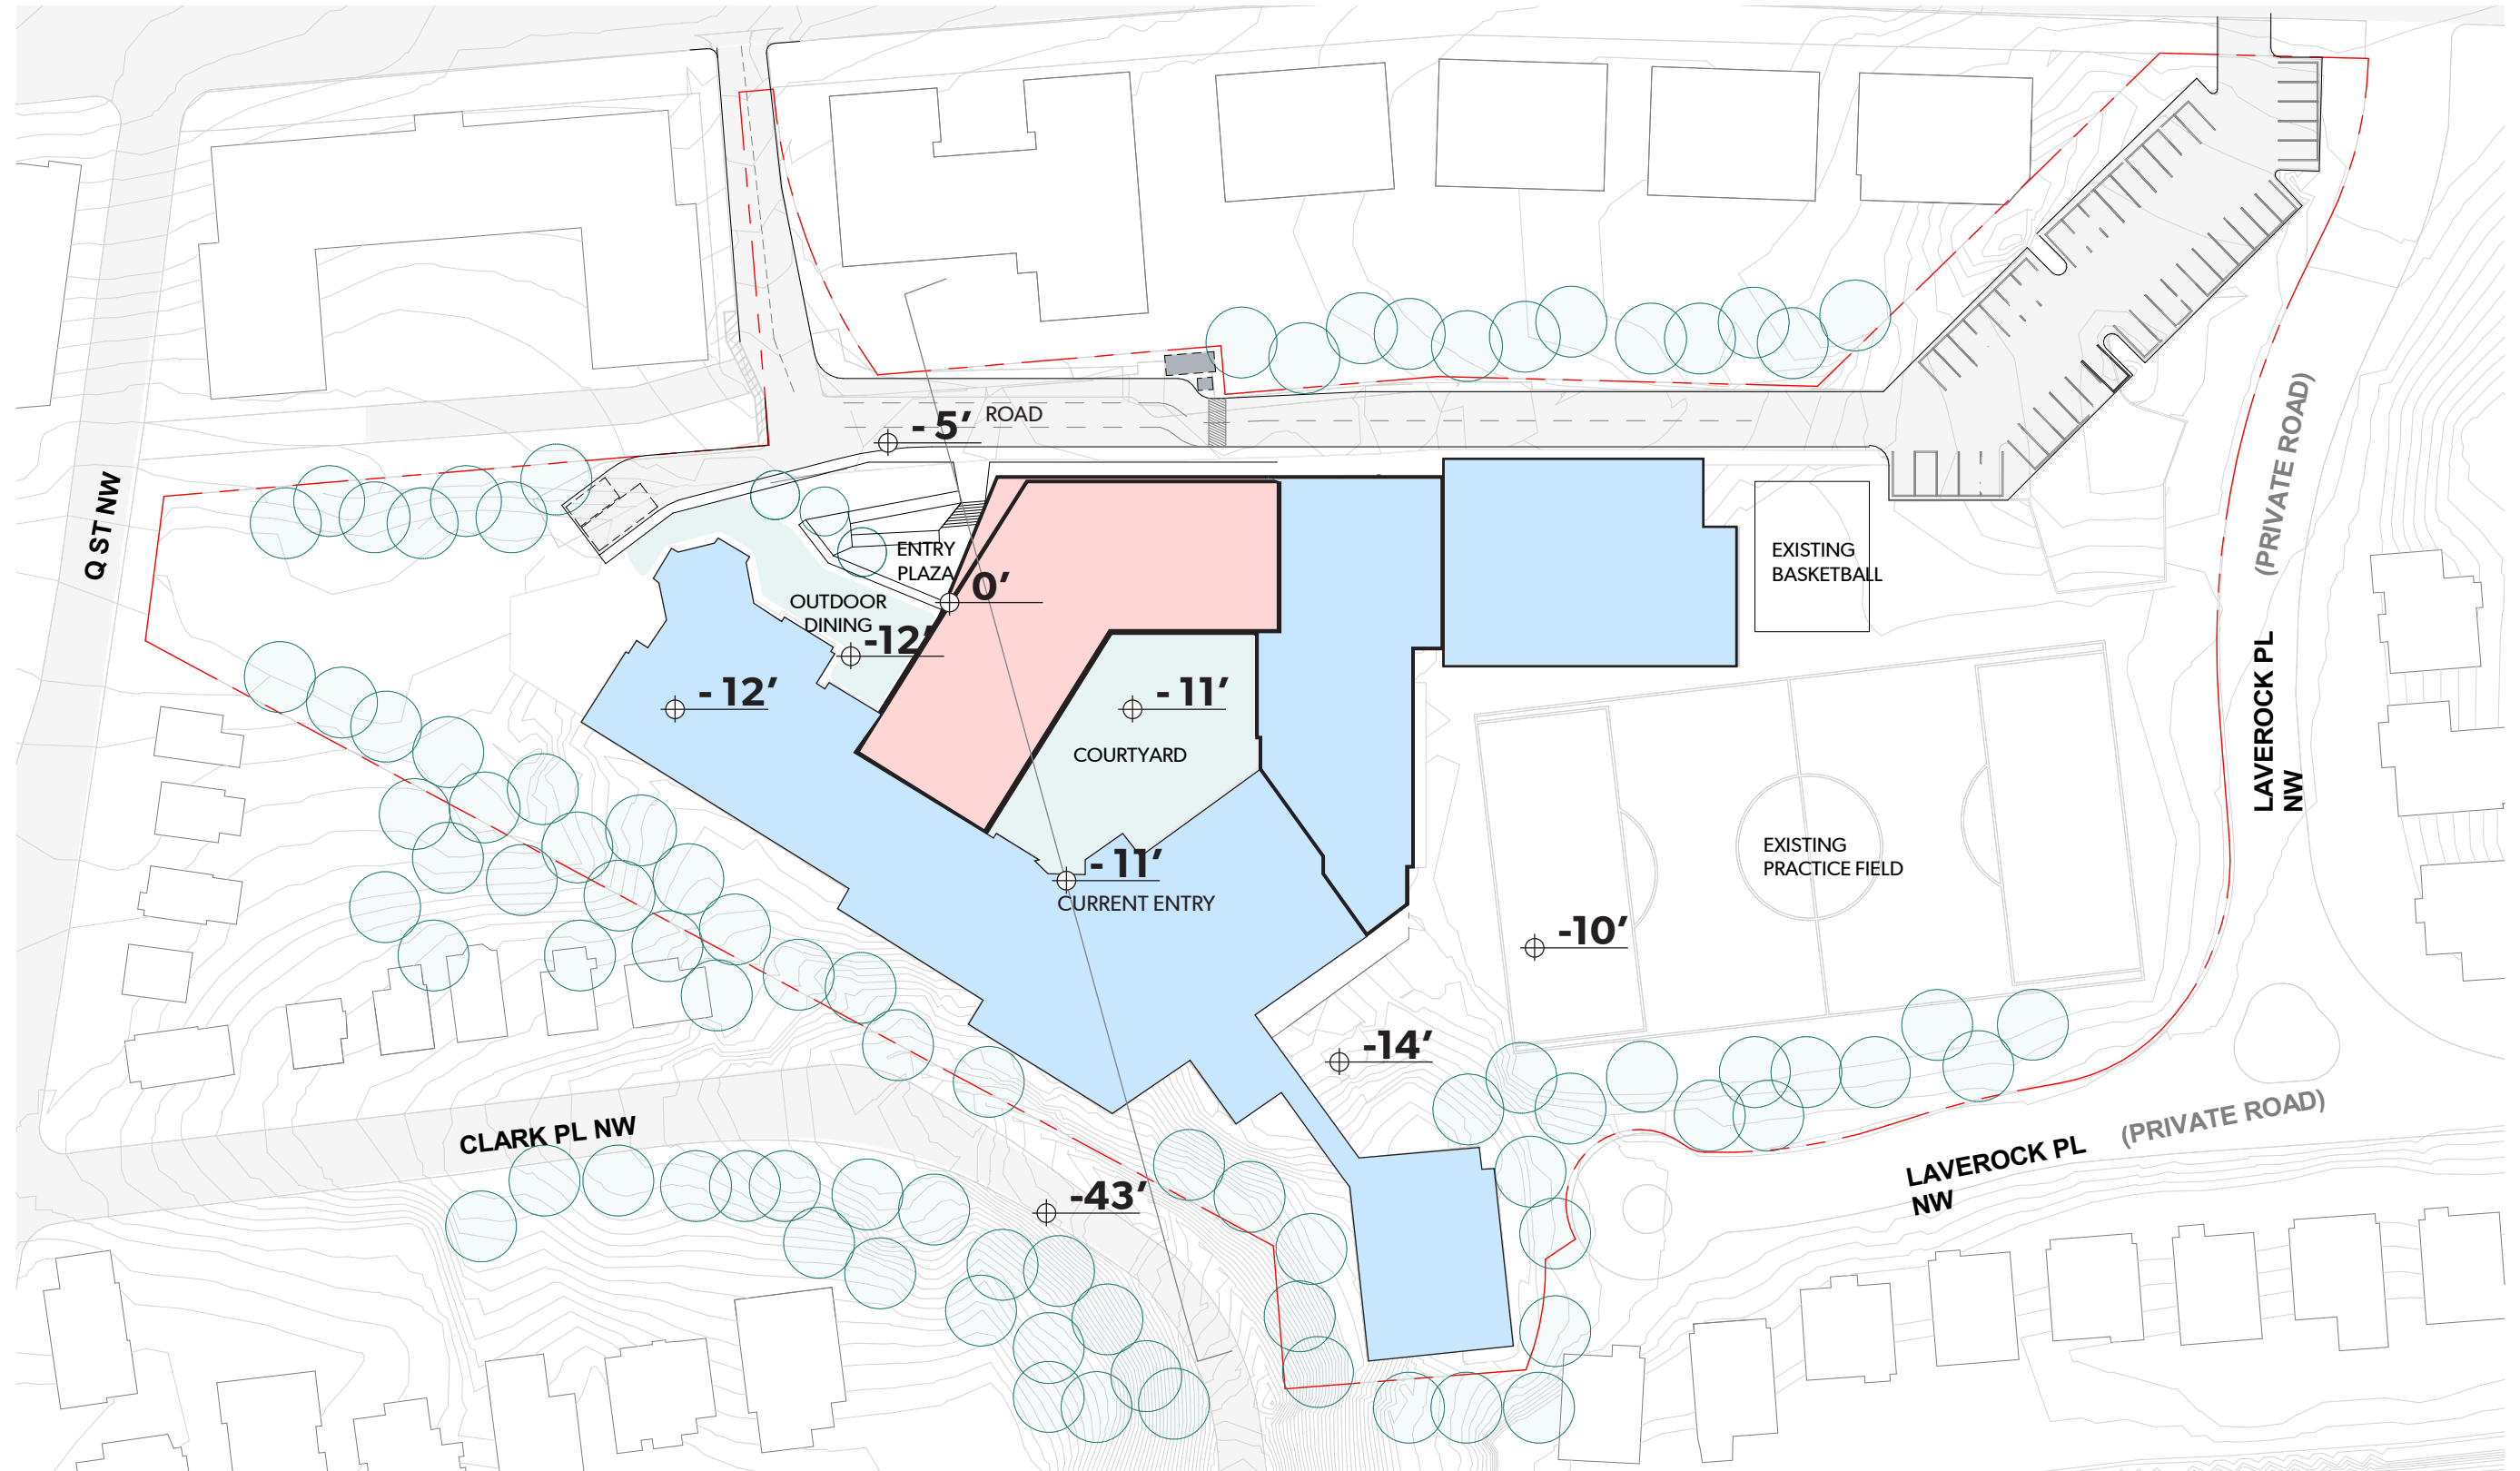 - 5’
ROAD
Q ST NW
(PRIVATE ROAD)
ENTRY
PLAZA
EXISTING
BASKETBALL
0’
OUTDOOR
DINING
-12’
- 12’
- 11’
COURTYARD
LAVEROCK PL
NW
EXISTING
PRACTICE FIELD
- 11’
CURRENT ENTRY
-10’
-14’
CLARK PL NW
(PRIVATE ROAD)
LAVEROCK PL
NW
-43’